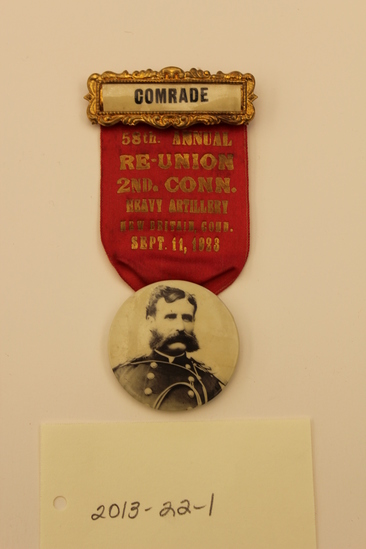 COMRADE
58th. ANNUAL
RE-UNION
2ND. CONN.
HEAVY ARTILLERY
NEW BRITAIN, CONN.
SEPT. 11, 1923
2013-22-1